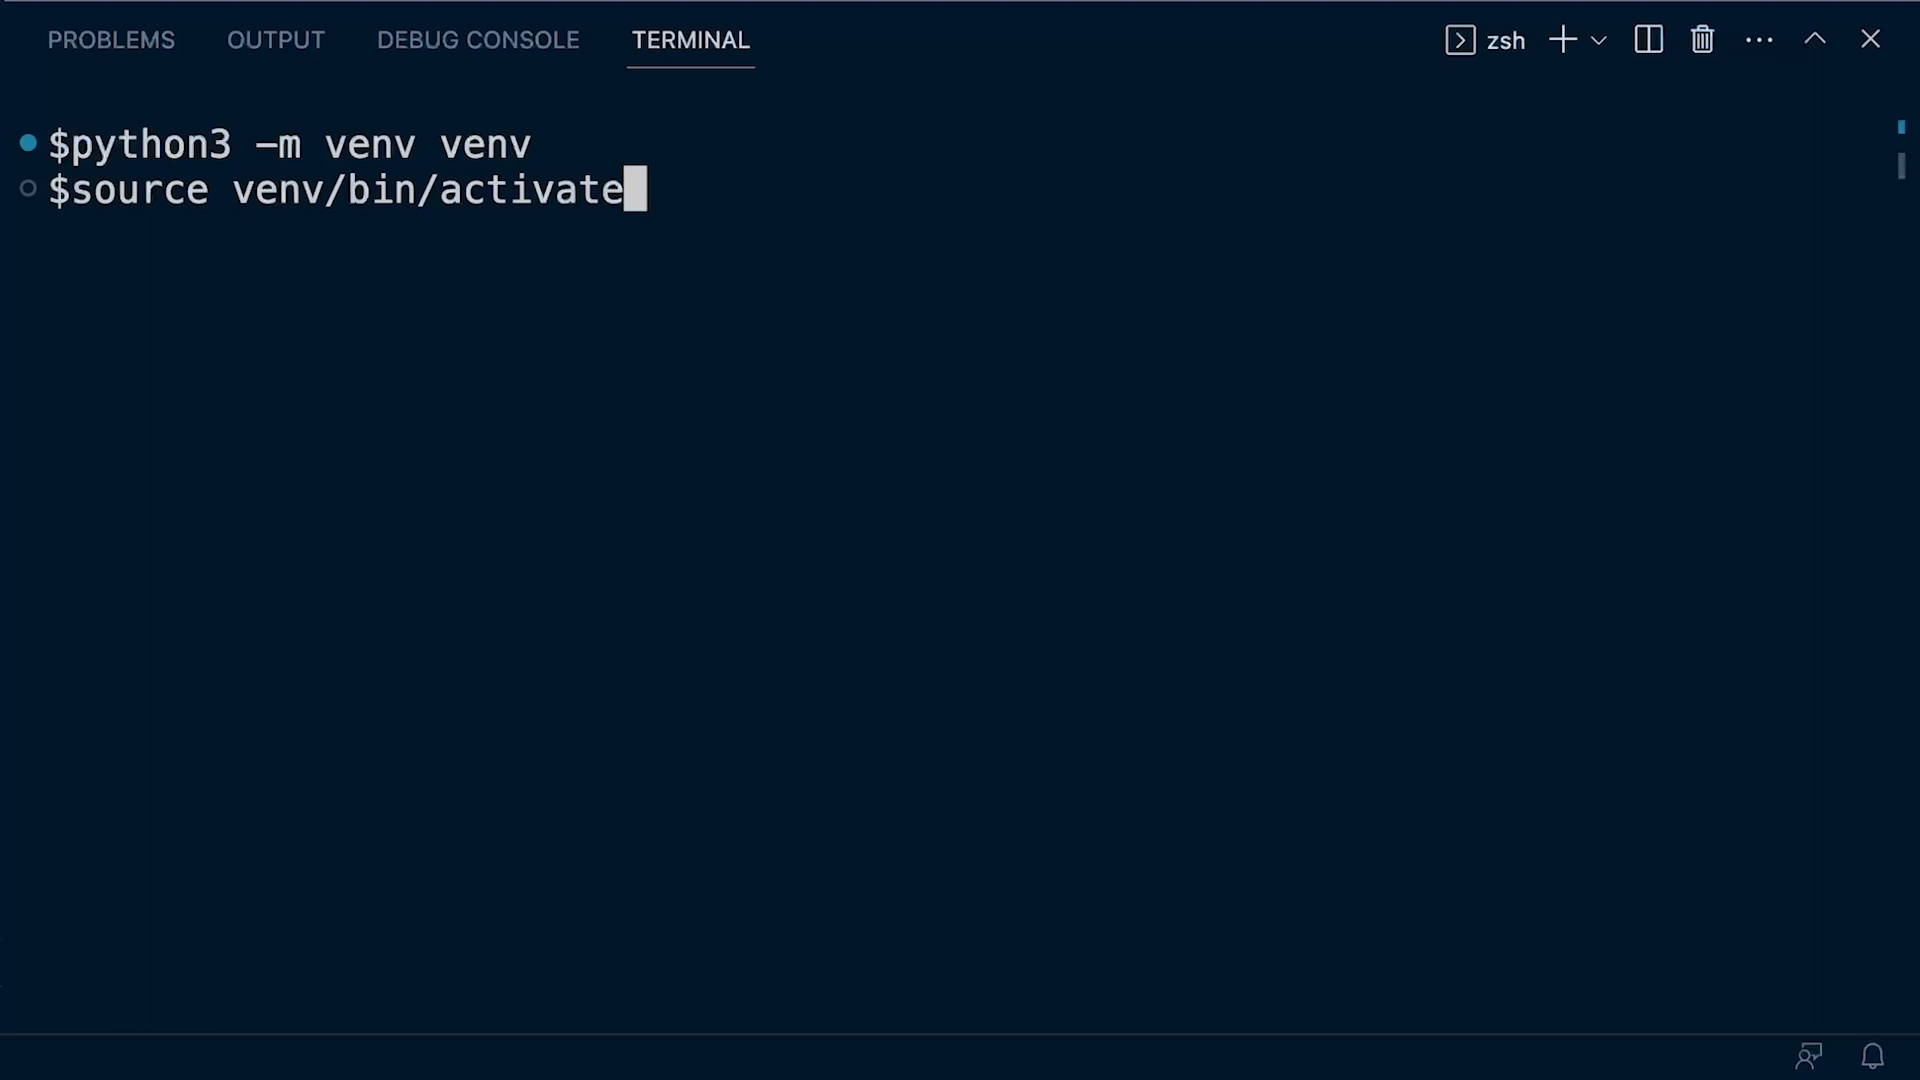 PROBLEMS OUTPUT DEBUG CONSOLE TERMINAL zsh
$python3 -m venv venv
$source venv/bin/activate